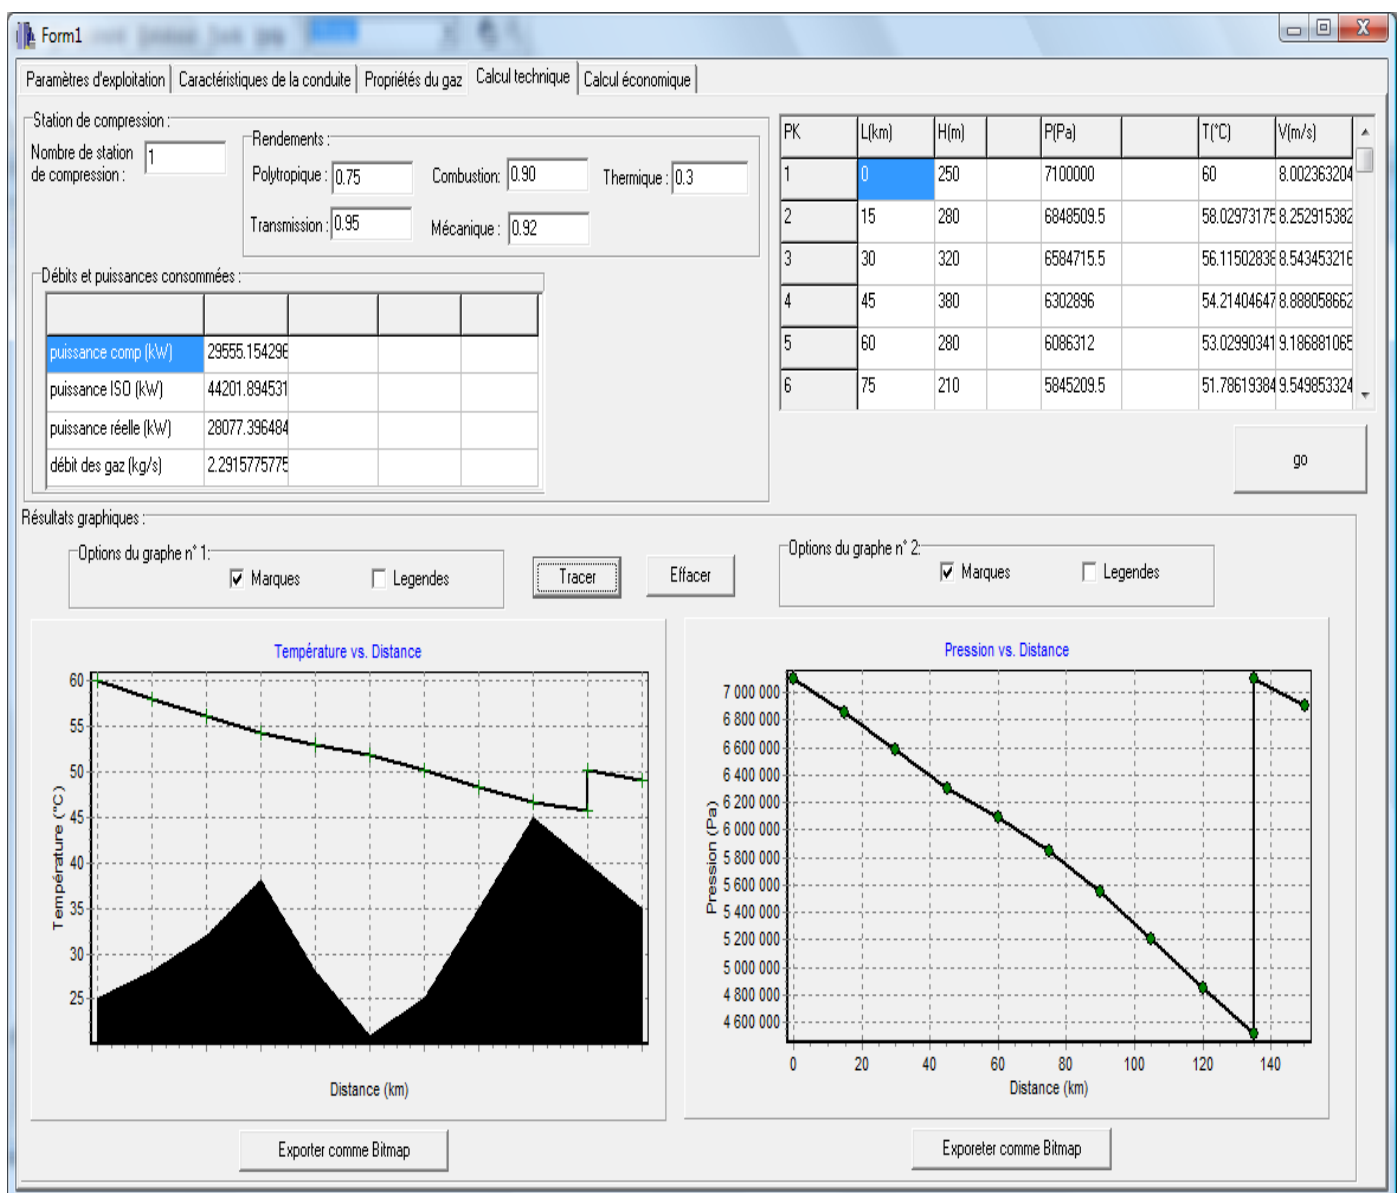 Form1
Paramètres d'exploitation Caractéristiques de la conduite Propriétés du gaz Calcul technique Calcul économique
Station de compression :
Nombre de station
de compression :
1
Rendements :
Polytropique : 0.75 Combustion: 0.90 Thermique : 0.3
Transmission : 0.95 Mécanique : 0.92
Débits et puissances consommées :
puissance comp (kW) 29555.154296
puissance ISO (kW) 44201.894531
puissance réelle (kW) 28077.396484
débit des gaz (kg/s) 2.2915775775
PK L(km) H(m) P(Pa) T(°C) V(m/s)
1 0 250 7100000 60 8.002363204
2 15 280 6848509.5 58.02973175 8.252915382
3 30 320 6584715.5 56.11502838 8.543453216
4 45 380 6302896 54.21404647 8.888058662
5 60 280 6086312 53.02990341 9.186881065
6 75 210 5845209.5 51.78619384 9.549853324
go
Résultats graphiques :
Options du graphe n° 1:
Marques Legendes
Tracer Effacer
Options du graphe n° 2:
Marques Legendes
Température vs. Distance
Température (°C)
60
55
50
45
40
35
30
25
Distance (km)
Exporter comme Bitmap
Pression vs. Distance
Pression (Pa)
7 000 000
6 800 000
6 600 000
6 400 000
6 200 000
6 000 000
5 800 000
5 600 000
5 400 000
5 200 000
5 000 000
4 800 000
4 600 000
0 20 40 60 80 100 120 140
Distance (km)
Exporeter comme Bitmap